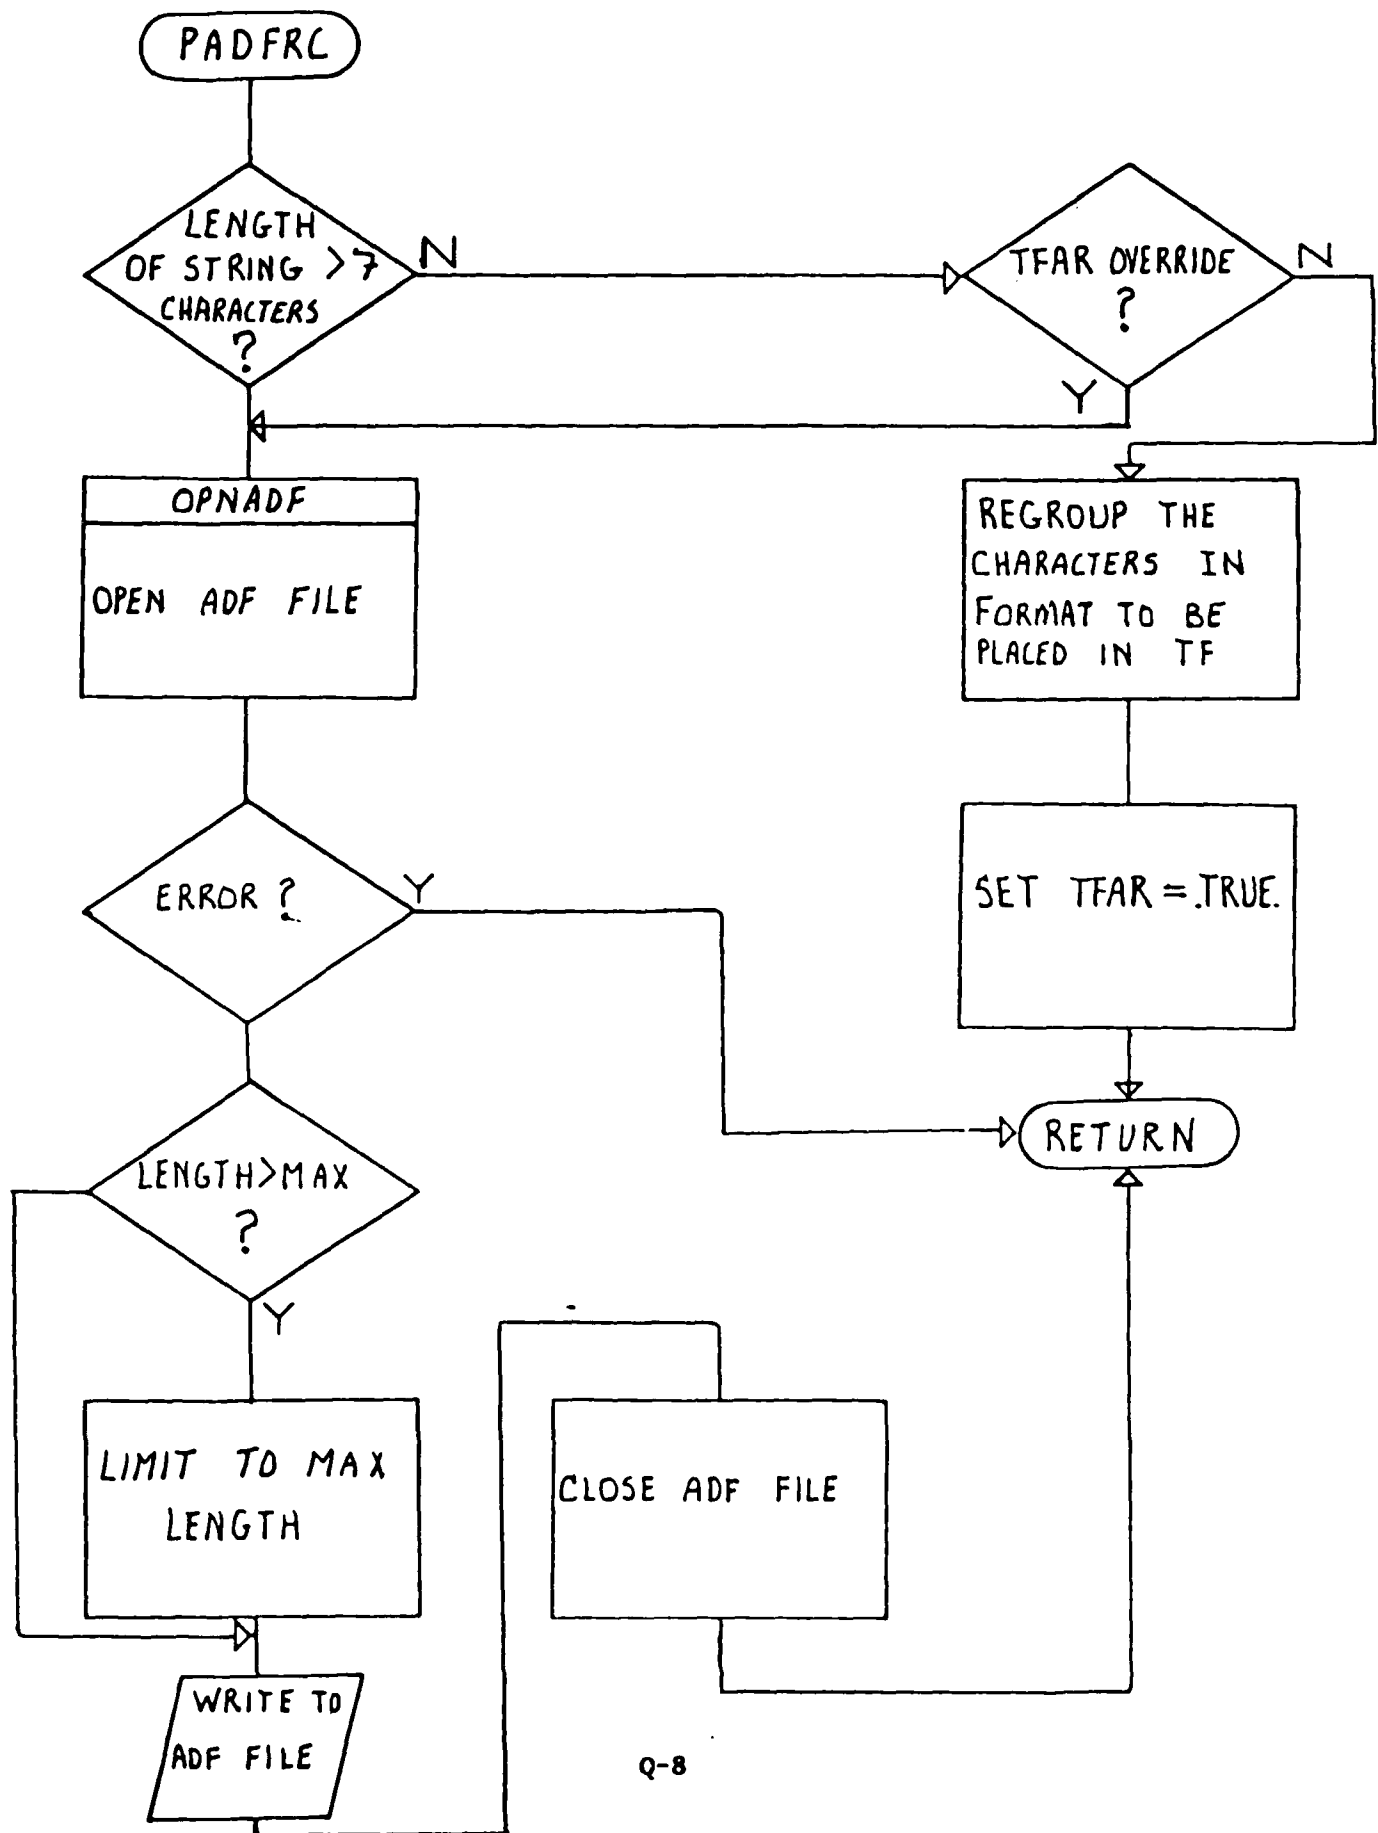 PADFRC
LENGTH
OF STRING >7
CHARACTERS
?
N
TFAR OVERRIDE
?
N
Y
OPNADF
OPEN ADF FILE
REGROUP THE
CHARACTERS IN
FORMAT TO BE
PLACED IN TF
ERROR ?
Y
SET TFAR = .TRUE.
LENGTH>MAX
?
Y
RETURN
LIMIT TO MAX
LENGTH
CLOSE ADF FILE
WRITE TO
ADF FILE
Q-8